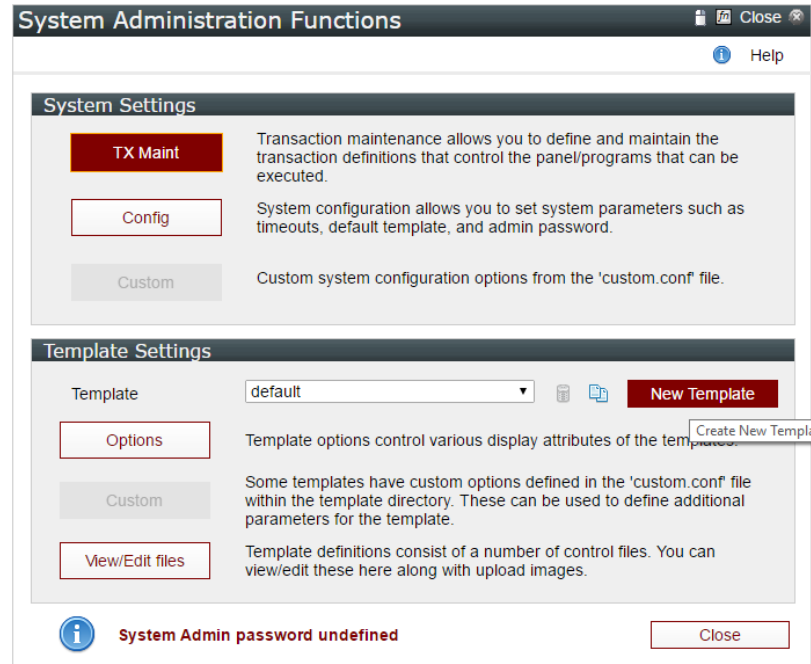 System Administration Functions
fn Close
Help
System Settings
TX Maint
Transaction maintenance allows you to define and maintain the
transaction definitions that control the panel/programs that can be
executed.
Config
System configuration allows you to set system parameters such as
timeouts, default template, and admin password.
Custom
Custom system configuration options from the 'custom.conf' file.
Template Settings
Template
default
New Template
Create New Templa
Options
Template options control various display attributes of the templates.
Custom
Some templates have custom options defined in the 'custom.conf' file
within the template directory. These can be used to define additional
parameters for the template.
View/Edit files
Template definitions consist of a number of control files. You can
view/edit these here along with upload images.
System Admin password undefined
Close